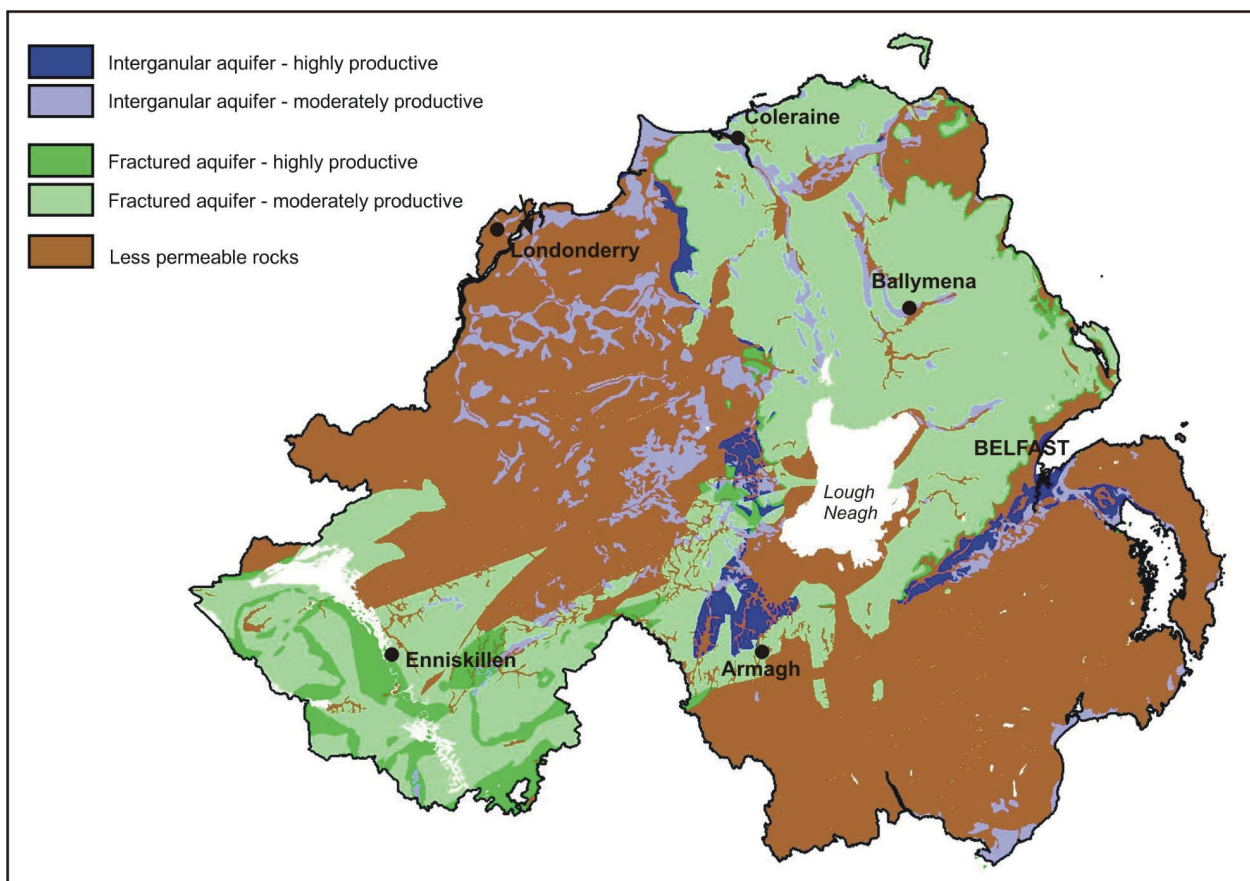 Interganular aquifer - highly productive
Interganular aquifer - moderately productive
Fractured aquifer - highly productive
Fractured aquifer - moderately productive
Less permeable rocks
Coleraine
Londonderry
Ballymena
BELFAST
Lough
Neagh
Enniskillen
Armagh